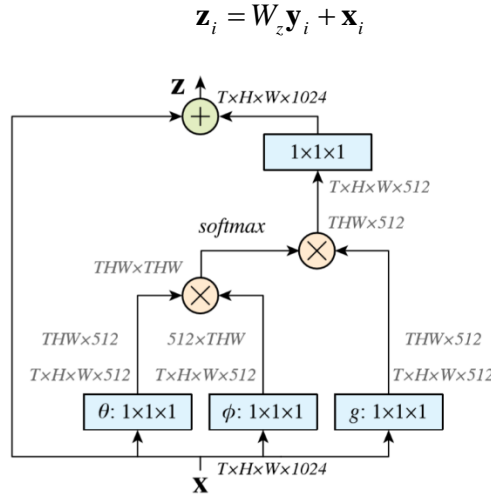 z_i = W_z y_i + x_i
z
T×H×W×1024
1×1×1
T×H×W×512
softmax
THW×512
THW×THW
THW×512
512×THW
THW×512
T×H×W×512
T×H×W×512
T×H×W×512
θ: 1×1×1
ϕ: 1×1×1
g: 1×1×1
x
T×H×W×1024